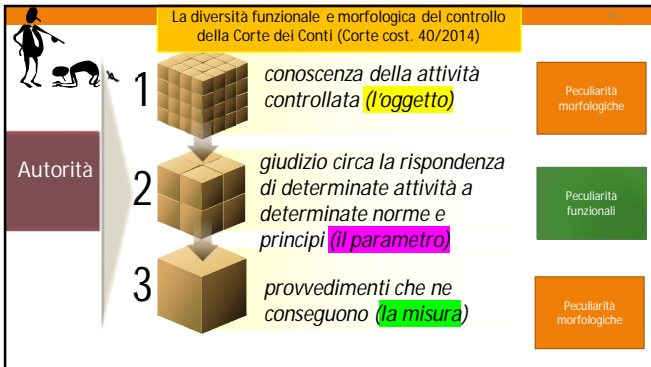 La diversità funzionale e morfologica del controllo
della Corte dei Conti (Corte cost. 40/2014)
Autorità
1
conoscenza della attività
controllata (l'oggetto)
Peculiarità
morfologiche
2
giudizio circa la rispondenza
di determinate attività a
determinate norme e
principi (il parametro)
Peculiarità
funzionali
3
provvedimenti che ne
conseguono (la misura)
Peculiarità
morfologiche